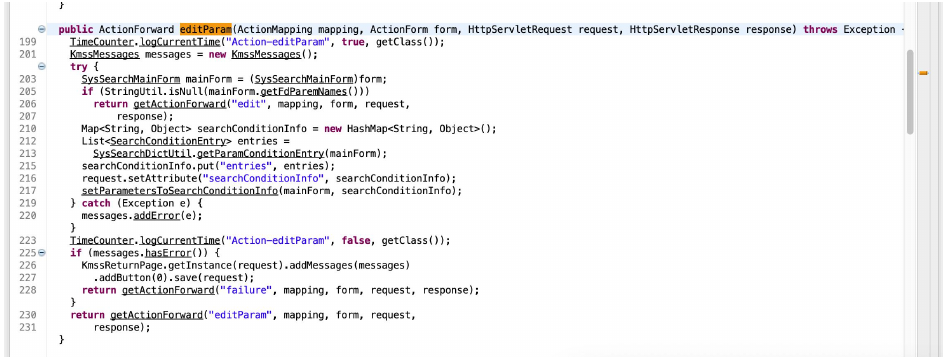 }
public ActionForward editParam(ActionMapping mapping, ActionForm form, HttpServletRequest request, HttpServletResponse response) throws Exception
199 TimeCounter.logCurrentTime("Action-editParam", true, getClass());
201 KmssMessages messages = new KmssMessages();
try {
203 SysSearchMainForm mainForm = (SysSearchMainForm)form;
205 if (StringUtil.isNull(mainForm.getFdParemNames()))
206 return getActionForward("edit", mapping, form, request,
207 response);
210 Map<String, Object> searchConditionInfo = new HashMap<String, Object>();
212 List<SearchConditionEntry> entries =
213 SysSearchDictUtil.getParamConditionEntry(mainForm);
215 searchConditionInfo.put("entries", entries);
216 request.setAttribute("searchConditionInfo", searchConditionInfo);
217 setParametersToSearchConditionInfo(mainForm, searchConditionInfo);
219 } catch (Exception e) {
220 messages.addError(e);
}
223 TimeCounter.logCurrentTime("Action-editParam", false, getClass());
225 if (messages.hasError()) {
226 KmssReturnPage.getInstance(request).addMessages(messages)
227 .addButton(0).save(request);
228 return getActionForward("failure", mapping, form, request, response);
}
230 return getActionForward("editParam", mapping, form, request,
231 response);
}